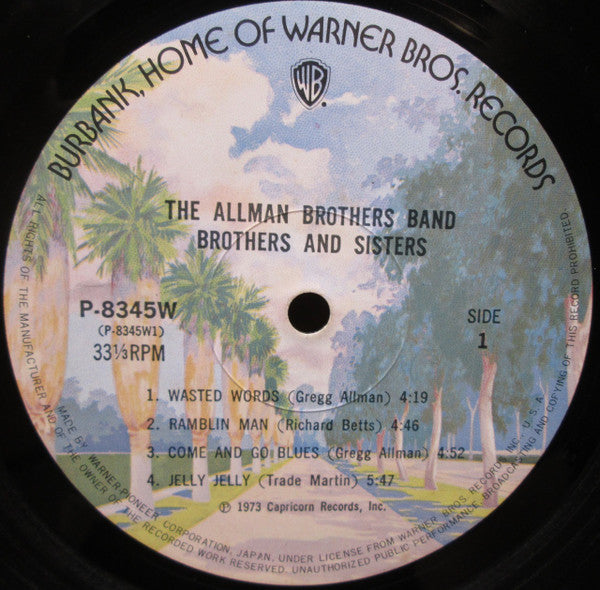 BURBANK, HOME OF WARNER BROS. RECORDS
WB
THE ALLMAN BROTHERS BAND
BROTHERS AND SISTERS
P-8345W
(P-8345W1)
33⅓RPM
SIDE
1
1. WASTED WORDS (Gregg Allman) 4:19
2. RAMBLIN MAN (Richard Betts) 4:46
3. COME AND GO BLUES (Gregg Allman) 4:52
4. JELLY JELLY (Trade Martin) 5:47
℗ 1973 Capricorn Records, Inc.
MADE BY WARNER-PIONEER CORPORATION, JAPAN. UNDER LICENSE FROM WARNER BROS. RECORDS INC., U.S.A.
ALL RIGHTS OF THE MANUFACTURER AND OF THE OWNER OF THE RECORDED WORK RESERVED. UNAUTHORIZED PUBLIC PERFORMANCE, BROADCASTING AND COPYING OF THIS RECORD PROHIBITED.